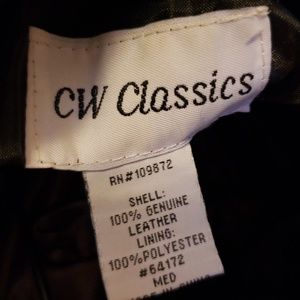 CW Classics
RN#109872
SHELL:
100% GENUINE
LEATHER
LINING:
100%POLYESTER
#64172
MED